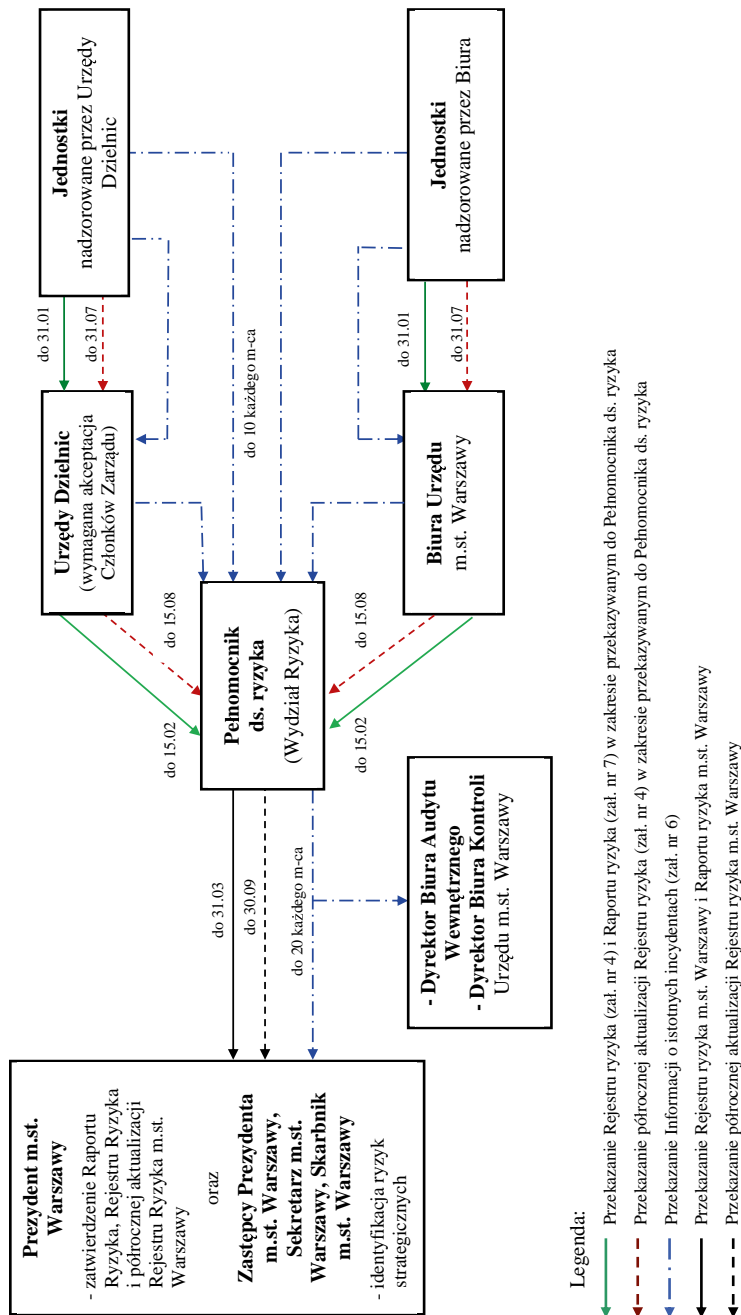 Prezydent m.st.
Warszawy
- zatwierdzenie Raportu
Ryzyka, Rejestru Ryzyka
i półrocznej aktualizacji
Rejestru Ryzyka m.st.
Warszawy
oraz
Zastępcy Prezydenta
m.st. Warszawy,
Sekretarz m.st.
Warszawy, Skarbnik
m.st. Warszawy
- identyfikacja ryzyk
strategicznych
do 31.03
do 30.09
do 20 każdego m-ca
- Dyrektor Biura Audytu
Wewnętrznego
- Dyrektor Biura Kontroli
Urzędu m.st. Warszawy
Pełnomocnik
ds. ryzyka
(Wydział Ryzyka)
do 15.02
do 15.08
do 15.02
do 15.08
do 10 każdego m-ca
Urzędy Dzielnic
(wymagana akceptacja
Członków Zarządu)
Biura Urzędu
m.st. Warszawy
do 31.01
do 31.07
do 31.01
do 31.07
Jednostki
nadzorowane przez Urzędy
Dzielnic
Jednostki
nadzorowane przez Biura
Legenda:
Przekazanie Rejestru ryzyka (zał. nr 4) i Raportu ryzyka (zał. nr 7) w zakresie przekazywanym do Pełnomocnika ds. ryzyka
Przekazanie półrocznej aktualizacji Rejestru ryzyka (zał. nr 4) w zakresie przekazywanym do Pełnomocnika ds. ryzyka
Przekazanie Informacji o istotnych incydentach (zał. nr 6)
Przekazanie Rejestru ryzyka m.st. Warszawy i Raportu ryzyka m.st. Warszawy
Przekazanie półrocznej aktualizacji Rejestru ryzyka m.st. Warszawy